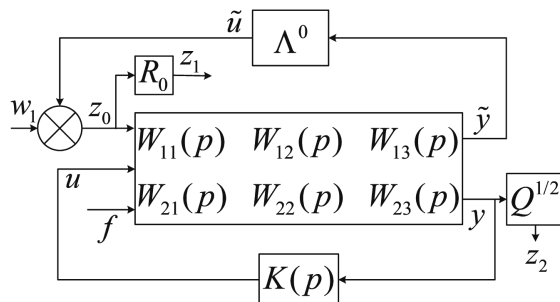 ũ
Λ⁰
R₀
z₁
w₁
z₀
ỹ
W₁₁(p) W₁₂(p) W₁₃(p)
u
W₂₁(p) W₂₂(p) W₂₃(p)
f
y
Q^{1/2}
z₂
K(p)